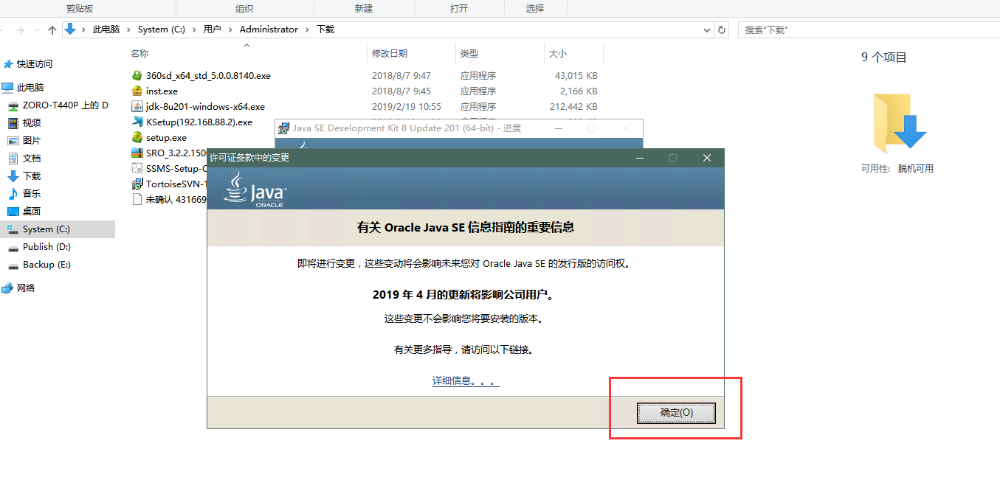 剪贴板 组织 新建 打开 选择
此电脑 System (C:) 用户 Administrator 下载 搜索"下载"
名称 修改日期 类型 大小
快速访问
此电脑
ZORO-T440P 上的 D
视频
图片
文档
下载
音乐
桌面
System (C:)
Publish (D:)
Backup (E:)
网络
360sd_x64_std_5.0.0.8140.exe 2018/8/7 9:47 应用程序 43,015 KB
inst.exe 2018/8/7 9:45 应用程序 2,166 KB
jdk-8u201-windows-x64.exe 2019/2/19 10:55 应用程序 212,442 KB
KSetup(192.168.88.2).exe
setup.exe
SRO_3.2.2.150
SSMS-Setup-C
TortoiseSVN-1
未确认 431669
Java SE Development Kit 8 Update 201 (64-bit) - 进度
许可证条款中的变更
Java™
ORACLE
有关 Oracle Java SE 信息指南的重要信息
即将进行变更，这些变动将会影响未来您对 Oracle Java SE 的发行版的访问权。
2019 年 4 月的更新将影响公司用户。
这些变更不会影响您将要安装的版本。
有关更多指导，请访问以下链接。
详细信息。。。
确定(O)
9 个项目
可用性: 脱机可用